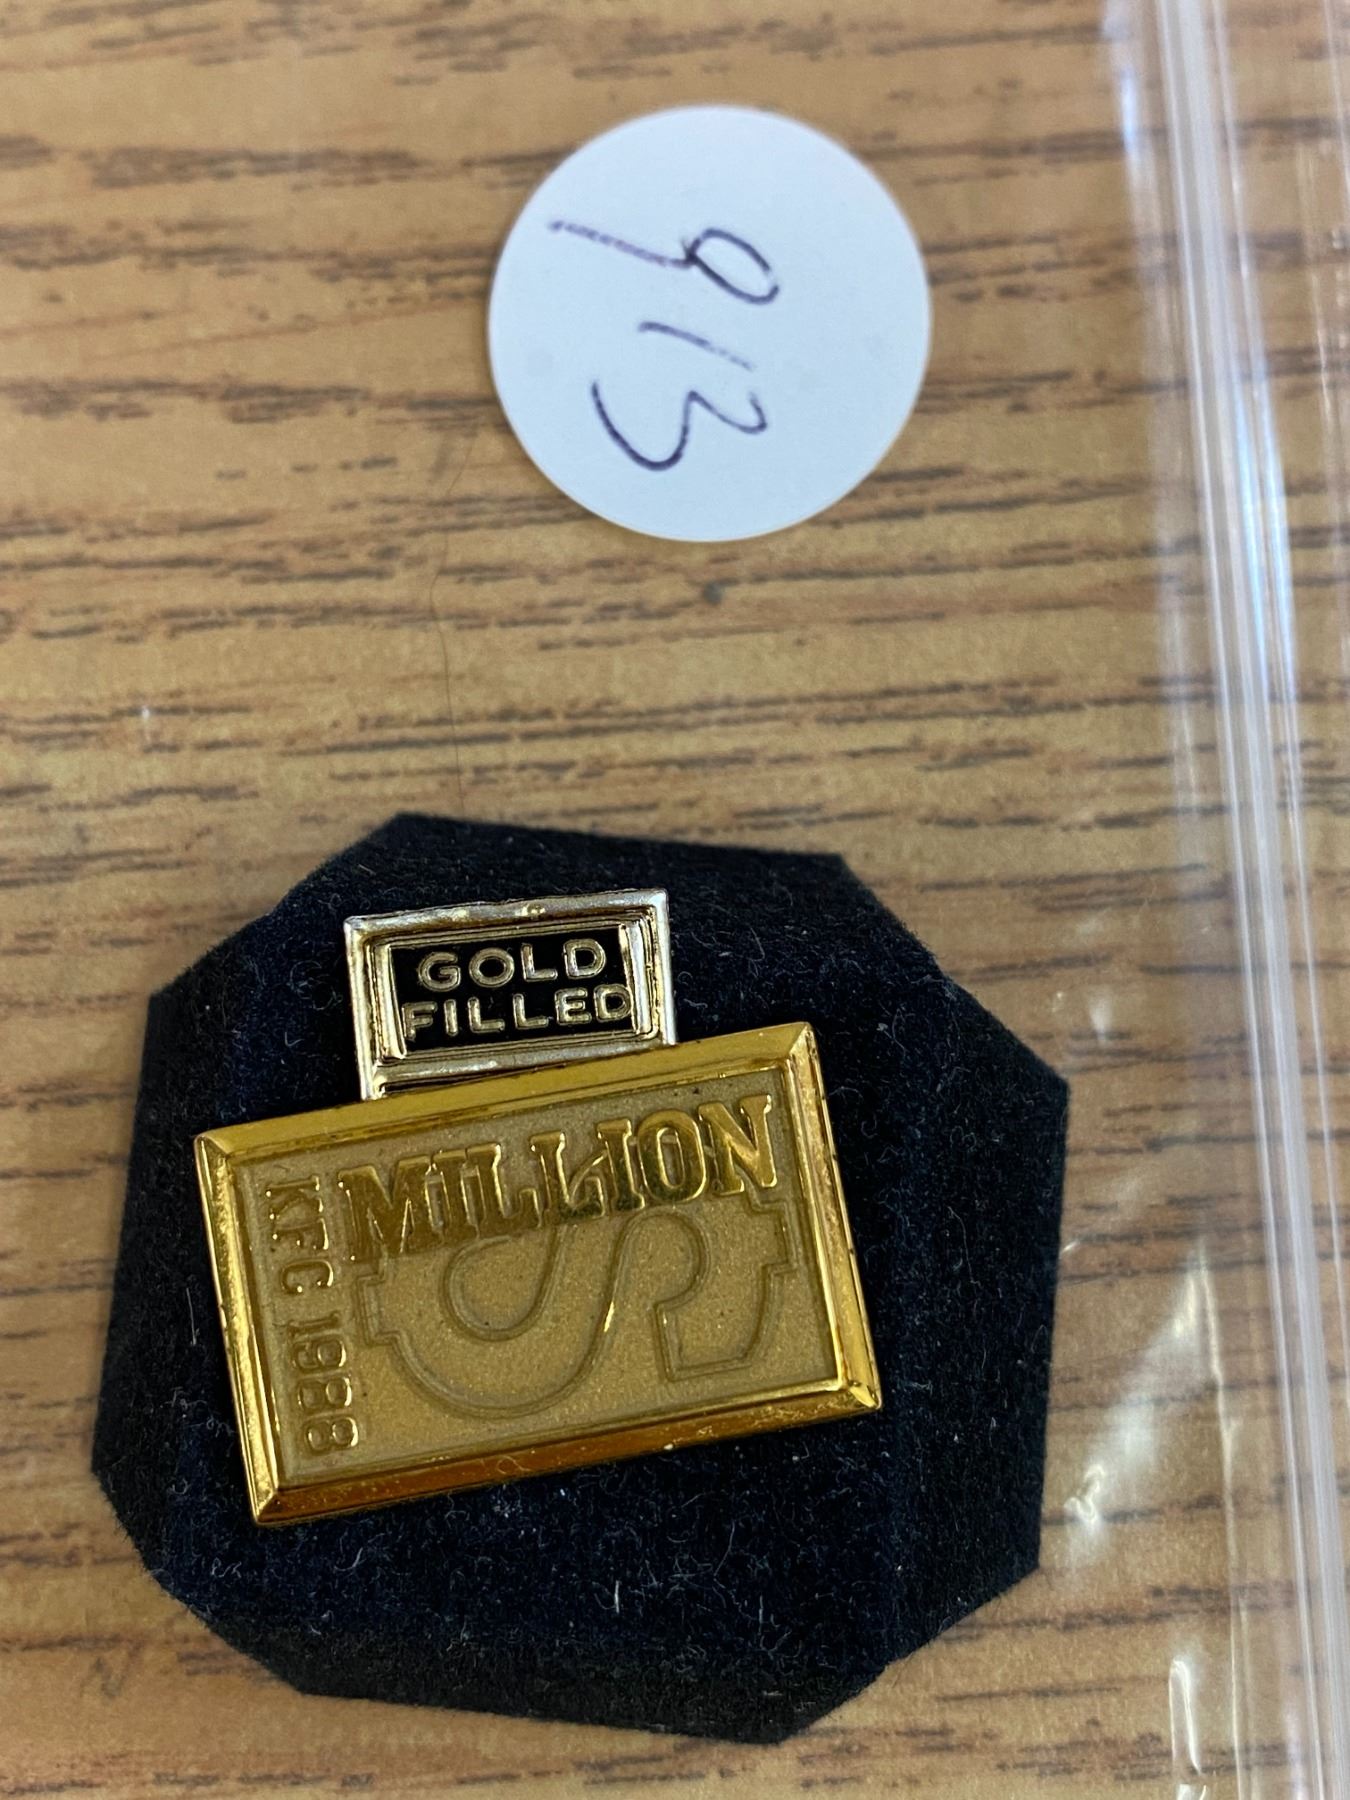 913
GOLD
FILLED
MILLION
$
KFC 1988